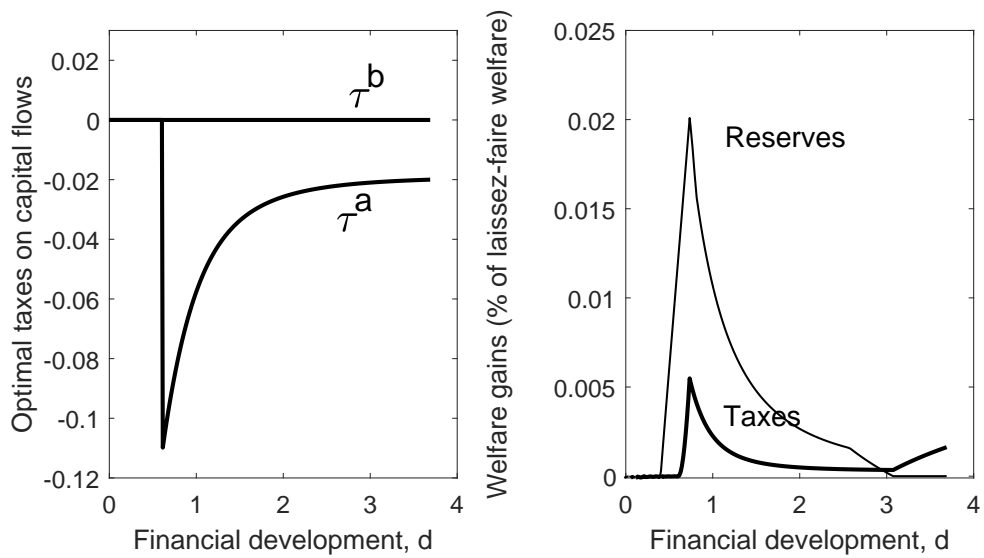 Optimal taxes on capital flows
0.02
0
-0.02
-0.04
-0.06
-0.08
-0.1
-0.12
τ^b
τ^a
0 1 2 3 4
Financial development, d
Welfare gains (% of laissez-faire welfare)
0.025
0.02
0.015
0.01
0.005
0
Reserves
Taxes
0 1 2 3 4
Financial development, d